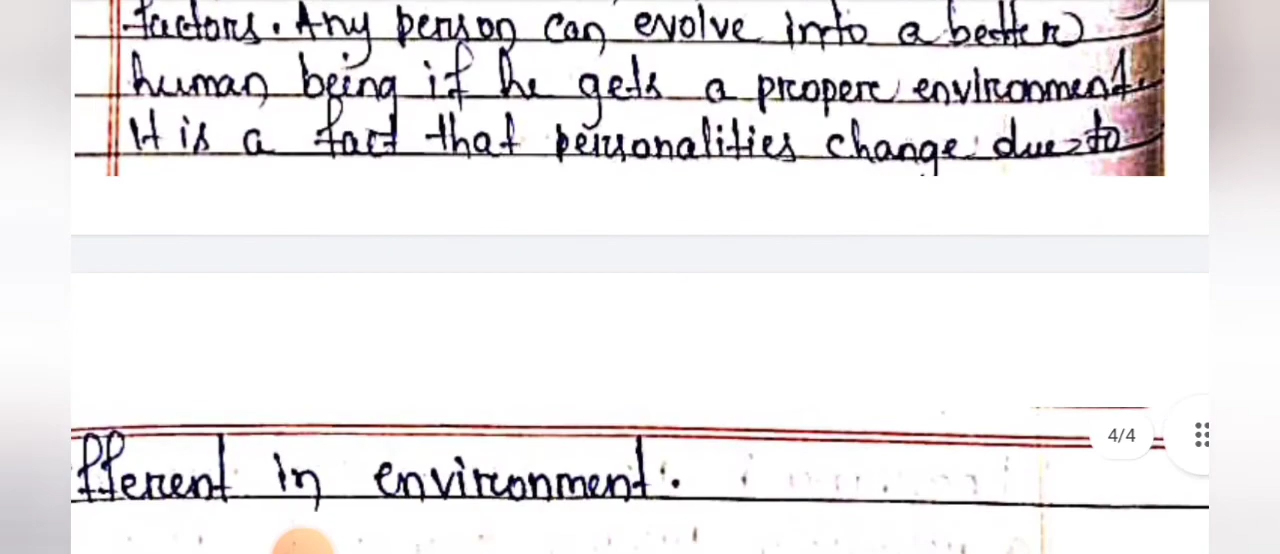 factors. Any person can evolve into a better
human being if he gets a proper environment.
It is a fact that personalities change due to
4/4
fferent in environment.